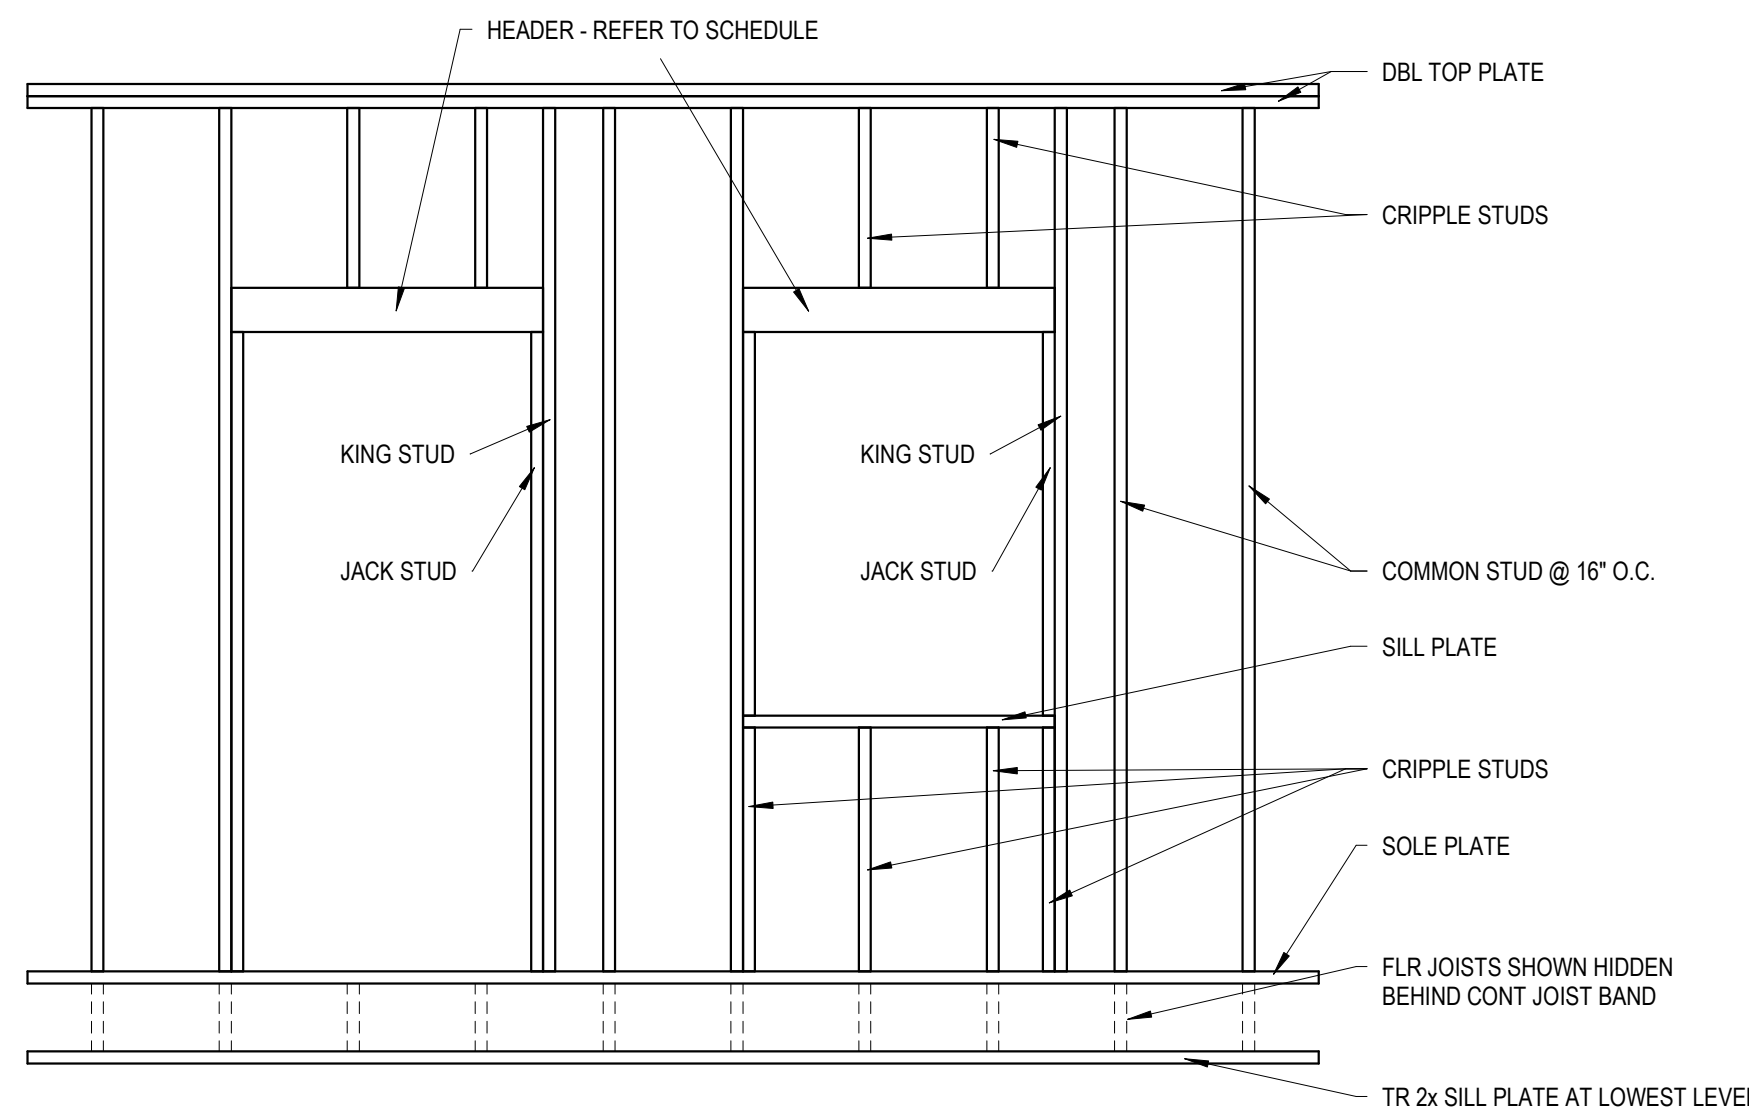 HEADER - REFER TO SCHEDULE
DBL TOP PLATE
CRIPPLE STUDS
KING STUD
KING STUD
JACK STUD
JACK STUD
COMMON STUD @ 16" O.C.
SILL PLATE
CRIPPLE STUDS
SOLE PLATE
FLR JOISTS SHOWN HIDDEN
BEHIND CONT JOIST BAND
TR 2x SILL PLATE AT LOWEST LEVEL